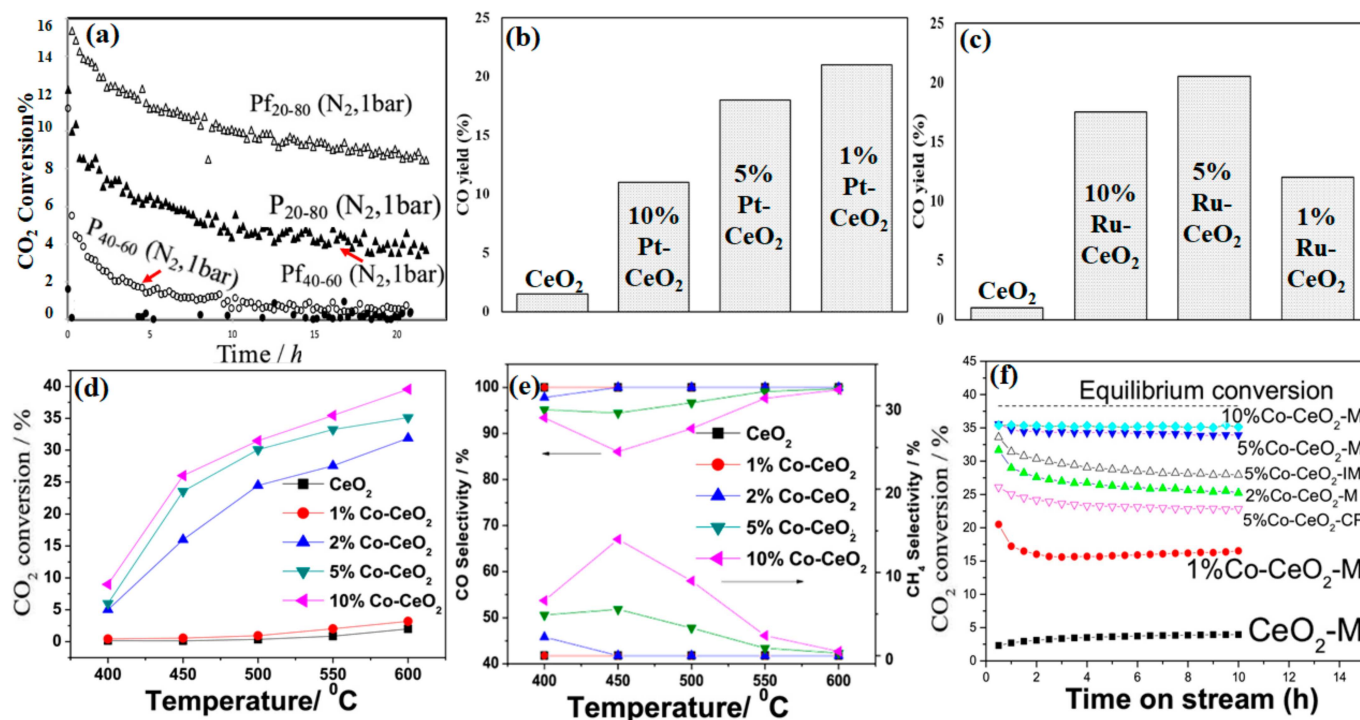 (a)
CO₂ Conversion%
16
14
12
10
8
6
4
2
0
Pf₂₀₋₈₀ (N₂,1bar)
P₂₀₋₈₀ (N₂,1bar)
P₄₀₋₆₀ (N₂,1bar)
Pf₄₀₋₆₀ (N₂,1bar)
0 5 10 15 20
Time / h
(b)
CO yield (%)
25
20
15
10
5
0
CeO₂
10%
Pt-
CeO₂
5%
Pt-
CeO₂
1%
Pt-
CeO₂
(c)
CO yield (%)
25
20
15
10
5
0
CeO₂
10%
Ru-
CeO₂
5%
Ru-
CeO₂
1%
Ru-
CeO₂
(d)
CO₂ conversion / %
40
35
30
25
20
15
10
5
0
CeO₂
1% Co-CeO₂
2% Co-CeO₂
5% Co-CeO₂
10% Co-CeO₂
400 450 500 550 600
Temperature/ ⁰C
(e)
CO Selectivity / %
100
90
80
70
60
50
40
CeO₂
1% Co-CeO₂
2% Co-CeO₂
5% Co-CeO₂
10% Co-CeO₂
30
20
10
0
CH₄ Selectivity / %
400 450 500 550 600
Temperature/ ⁰C
(f)
CO₂ conversion / %
45
40
35
30
25
20
15
10
5
0
Equilibrium conversion
10%Co-CeO₂-M
5%Co-CeO₂-M
5%Co-CeO₂-IM
2%Co-CeO₂-M
5%Co-CeO₂-CP
1%Co-CeO₂-M
CeO₂-M
0 2 4 6 8 10 12 14
Time on stream (h)